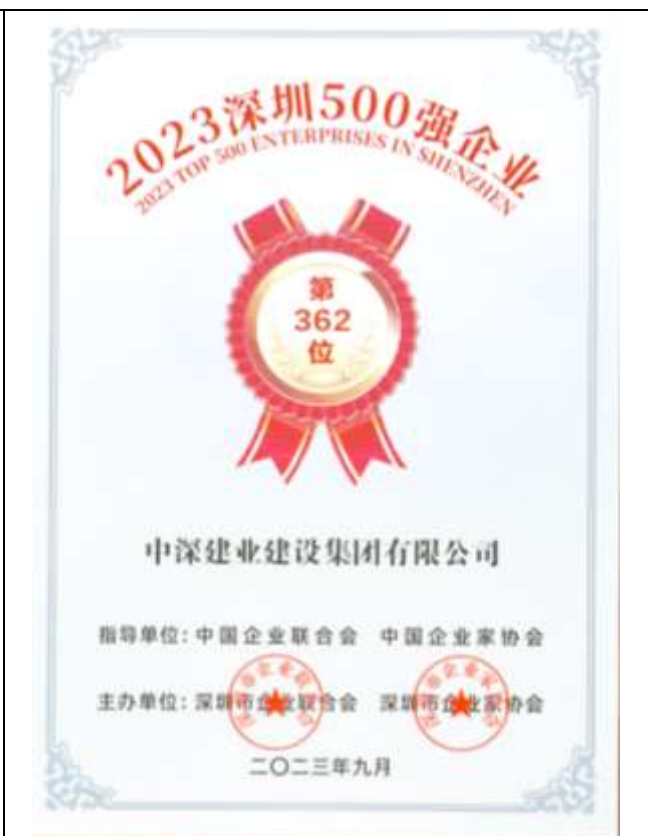 2023深圳500强企业
2023 TOP 500 ENTERPRISES IN SHENZHEN
第
362
位
中深建业建设集团有限公司
指导单位：中国企业联合会 中国企业家协会
主办单位：深圳市企业联合会 深圳市企业家协会
二〇二三年九月